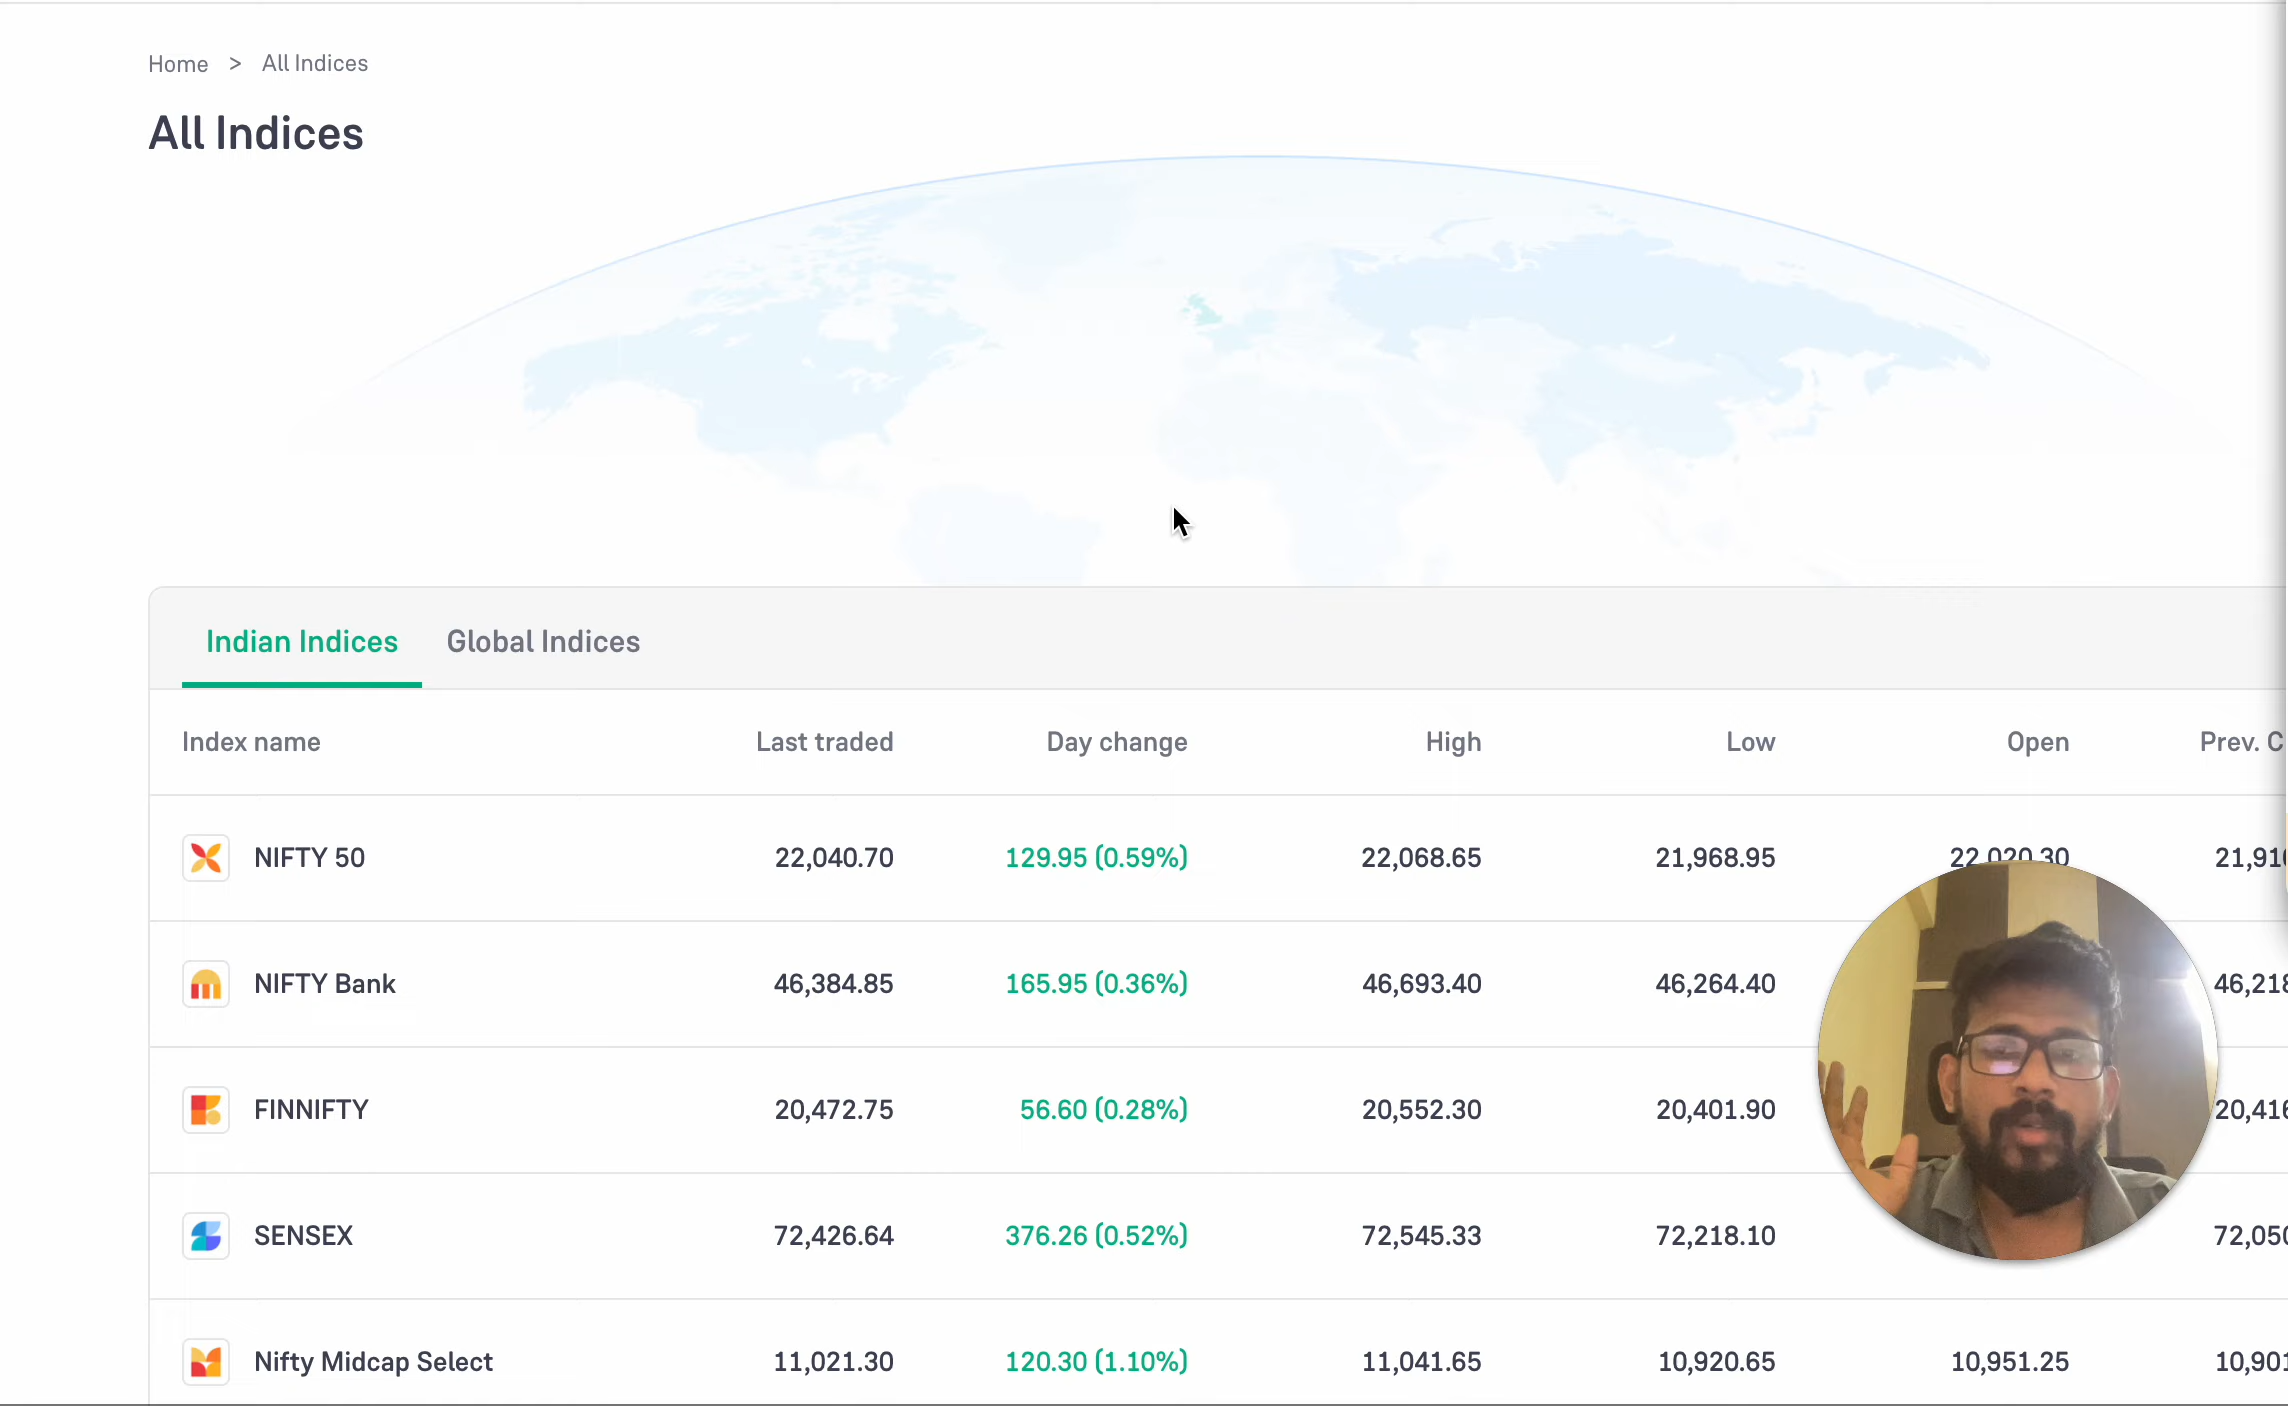 Home > All Indices
All Indices
Indian Indices Global Indices
Index name Last traded Day change High Low Open Prev.
NIFTY 50 22,040.70 129.95 (0.59%) 22,068.65 21,968.95 22,020.30
NIFTY Bank 46,384.85 165.95 (0.36%) 46,693.40 46,264.40
FINNIFTY 20,472.75 56.60 (0.28%) 20,552.30 20,401.90
SENSEX 72,426.64 376.26 (0.52%) 72,545.33 72,218.10
Nifty Midcap Select 11,021.30 120.30 (1.10%) 11,041.65 10,920.65 10,951.25